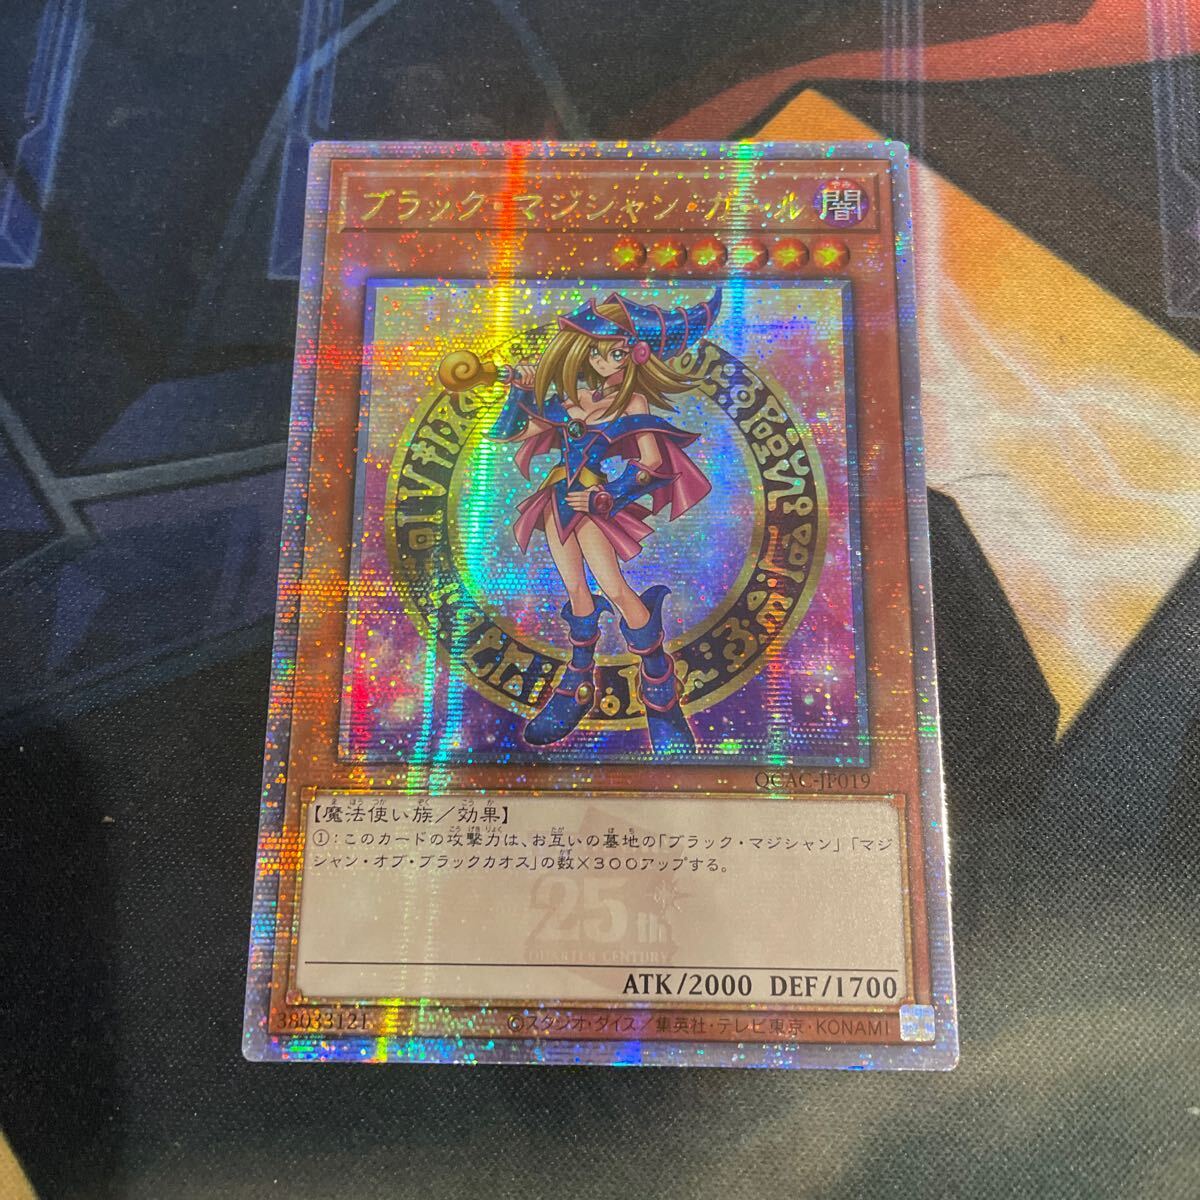 ブラック・マジシャン・ガール 闇
QCAC-JP019
【魔法使い族／効果】
①：このカードの攻撃力は、お互いの墓地の「ブラック・マジシャン」「マジ
シャン・オブ・ブラックカオス」の数×３００アップする。
25th
QUARTER CENTURY
ATK/2000 DEF/1700
38033121
©スタジオ・ダイス／集英社・テレビ東京・KONAMI